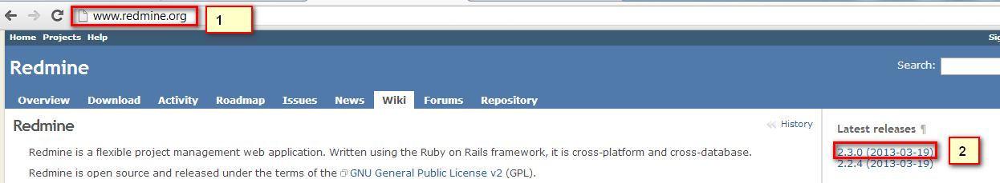 www.redmine.org
1
Home Projects Help
Redmine
Search:
Overview Download Activity Roadmap Issues News Wiki Forums Repository
Redmine
History
Latest releases ¶
Redmine is a flexible project management web application. Written using the Ruby on Rails framework, it is cross-platform and cross-database.
2.3.0 (2013-03-19)
2
2.2.4 (2013-03-19)
Redmine is open source and released under the terms of the GNU General Public License v2 (GPL).